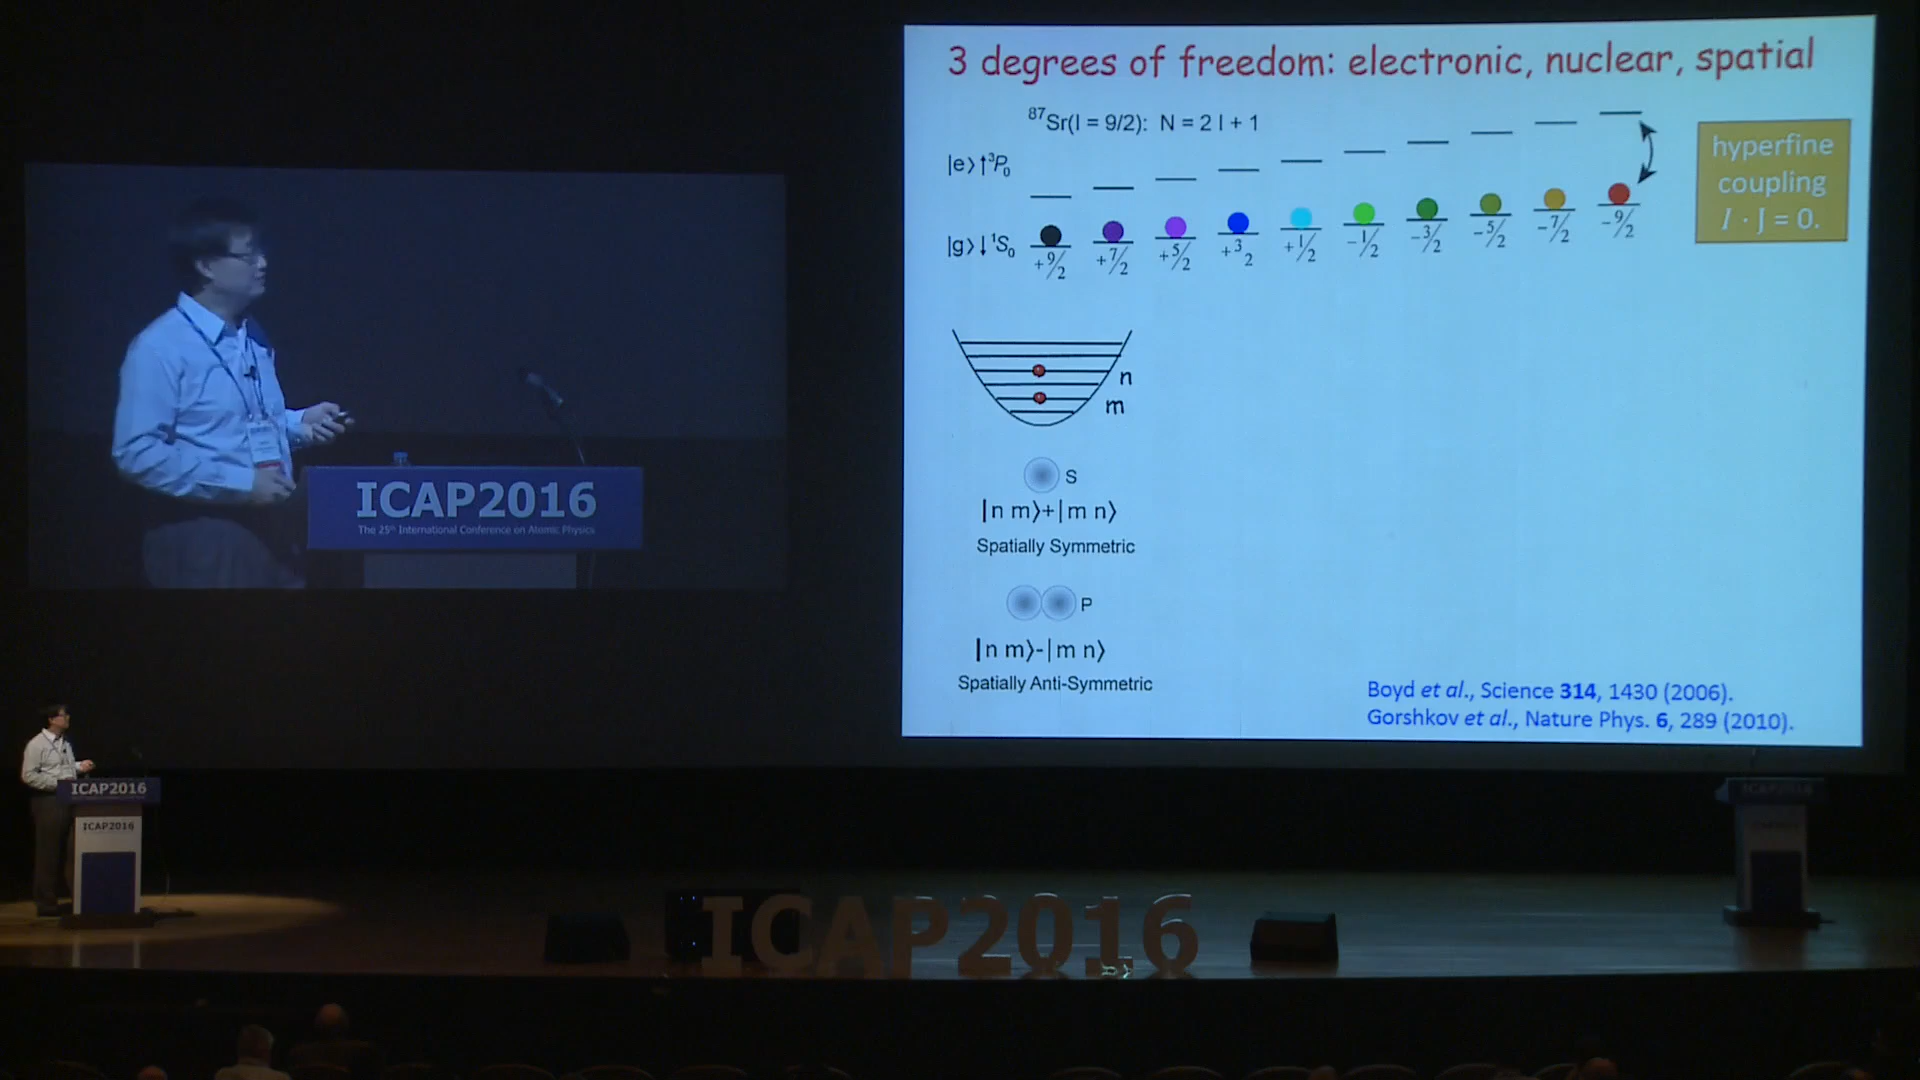 3 degrees of freedom: electronic, nuclear, spatial
87Sr(I = 9/2): N = 2 I + 1
hyperfine
coupling
I · J = 0.
|e⟩↑³P₀
|g⟩↓¹S₀
+9/2 +7/2 +5/2 +3 2 +1/2 -1/2 -3/2 -5/2 -7/2 -9/2
n
m
S
|n m⟩+|m n⟩
Spatially Symmetric
P
|n m⟩-|m n⟩
Spatially Anti-Symmetric
Boyd et al., Science 314, 1430 (2006).
Gorshkov et al., Nature Phys. 6, 289 (2010).
ICAP2016
The 25th International Conference on Atomic Physics
ICAP2016
ICAP2016
ICAP2016
ICAP2016